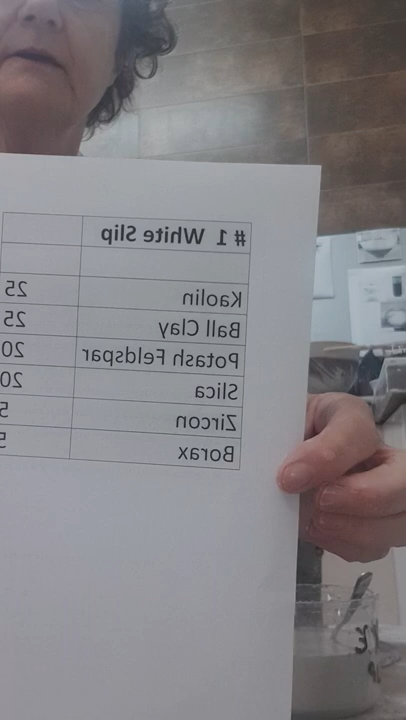 # 1 White Slip
Kaolin 25
Ball Clay 25
Potash Feldspar 20
Slica 20
Zircon 5
Borax 5